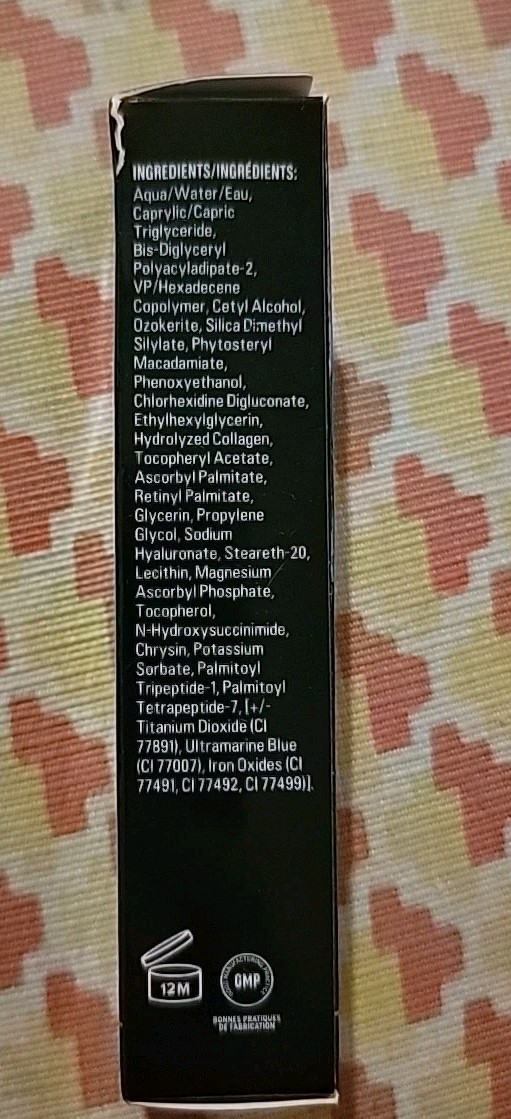 INGREDIENTS/INGRÉDIENTS:
Aqua/Water/Eau,
Caprylic/Capric
Triglyceride,
Bis-Diglyceryl
Polyacyladipate-2,
VP/Hexadecene
Copolymer, Cetyl Alcohol,
Ozokerite, Silica Dimethyl
Silylate, Phytosteryl
Macadamiate,
Phenoxyethanol,
Chlorhexidine Digluconate,
Ethylhexylglycerin,
Hydrolyzed Collagen,
Tocopheryl Acetate,
Ascorbyl Palmitate,
Retinyl Palmitate,
Glycerin, Propylene
Glycol, Sodium
Hyaluronate, Steareth-20,
Lecithin, Magnesium
Ascorbyl Phosphate,
Tocopherol,
N-Hydroxysuccinimide,
Chrysin, Potassium
Sorbate, Palmitoyl
Tripeptide-1, Palmitoyl
Tetrapeptide-7, [+/-
Titanium Dioxide (CI
77891), Ultramarine Blue
(CI 77007), Iron Oxides (CI
77491, CI 77492, CI 77499)].
12M
GOOD MANUFACTURING PRACTICE
GMP
BONNES PRATIQUES
DE FABRICATION